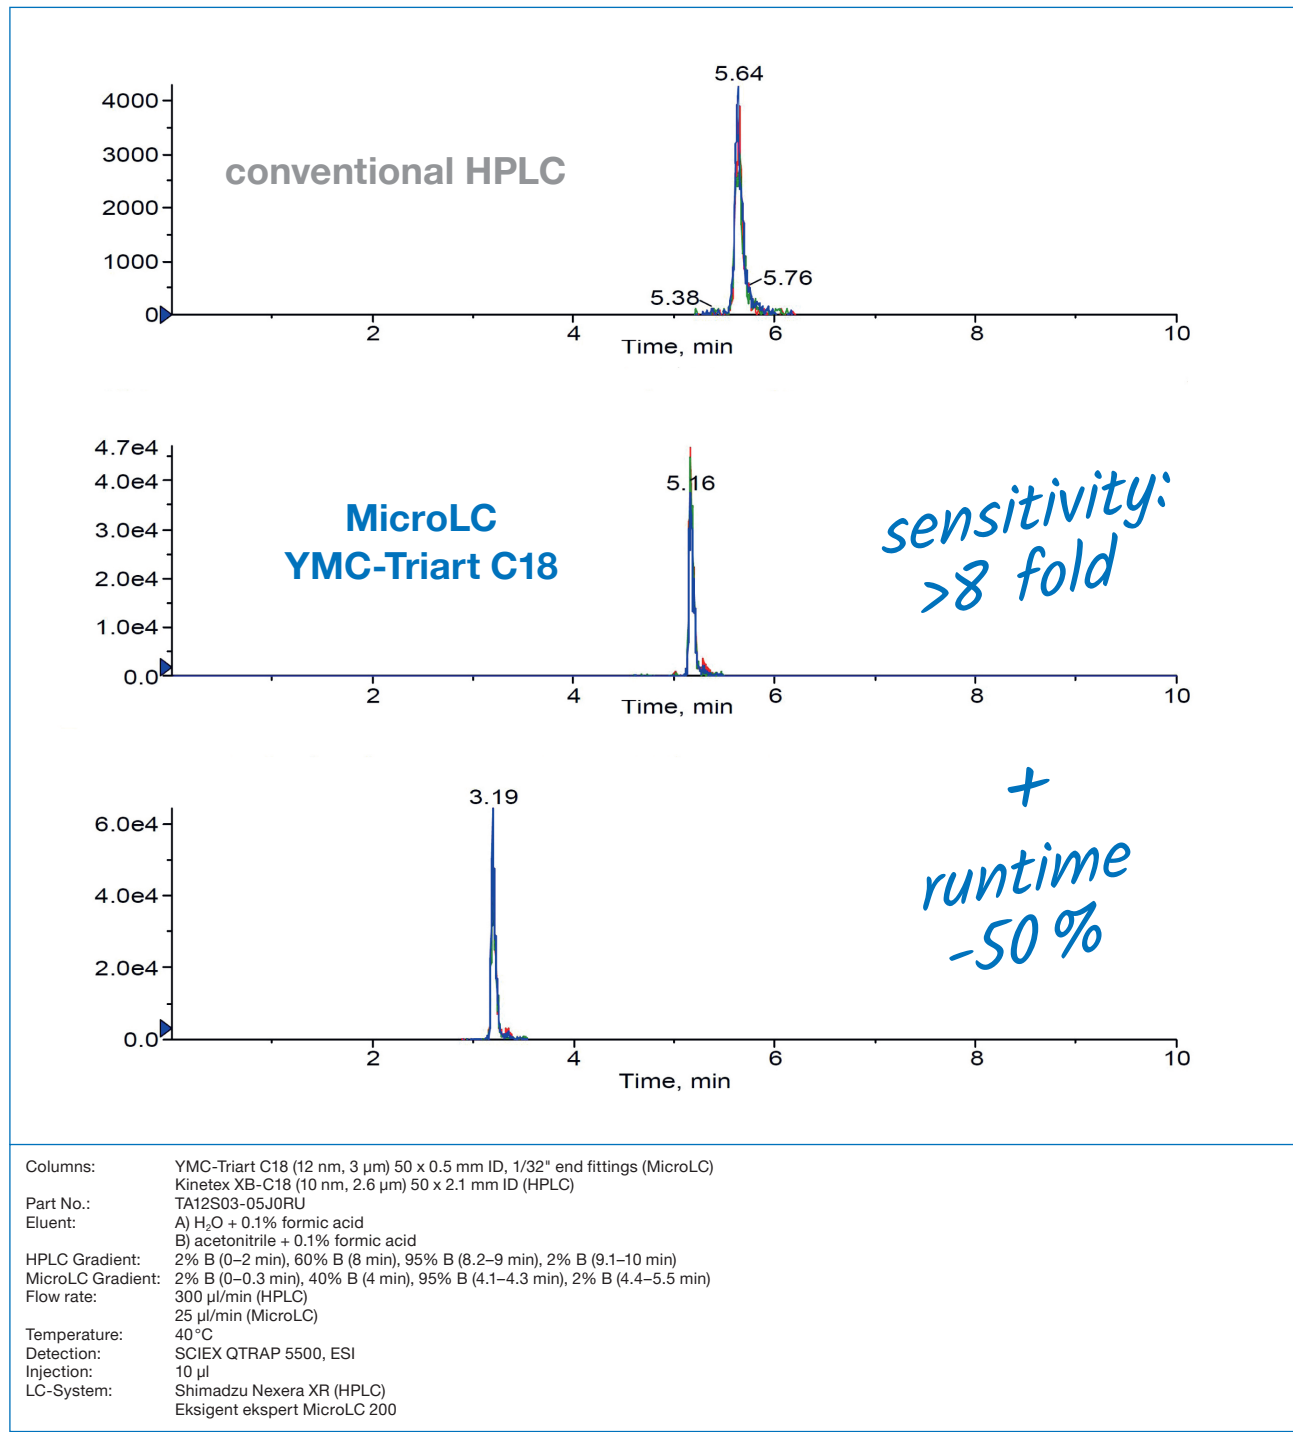 5.64
4000
3000
conventional HPLC
2000
1000
5.38
5.76
0
2 4 6 8 10
Time, min
4.7e4
4.0e4
5.16
3.0e4
MicroLC
YMC-Triart C18
2.0e4
1.0e4
0.0
sensitivity:
>8 fold
2 4 6 8 10
Time, min
3.19
6.0e4
4.0e4
2.0e4
0.0
+
runtime
-50 %
2 4 6 8 10
Time, min
Columns: YMC-Triart C18 (12 nm, 3 µm) 50 x 0.5 mm ID, 1/32" end fittings (MicroLC)
Kinetex XB-C18 (10 nm, 2.6 µm) 50 x 2.1 mm ID (HPLC)
Part No.: TA12S03-05J0RU
Eluent: A) H₂O + 0.1% formic acid
B) acetonitrile + 0.1% formic acid
HPLC Gradient: 2% B (0–2 min), 60% B (8 min), 95% B (8.2–9 min), 2% B (9.1–10 min)
MicroLC Gradient: 2% B (0–0.3 min), 40% B (4 min), 95% B (4.1–4.3 min), 2% B (4.4–5.5 min)
Flow rate: 300 µl/min (HPLC)
25 µl/min (MicroLC)
Temperature: 40°C
Detection: SCIEX QTRAP 5500, ESI
Injection: 10 µl
LC-System: Shimadzu Nexera XR (HPLC)
Eksigent ekspert MicroLC 200